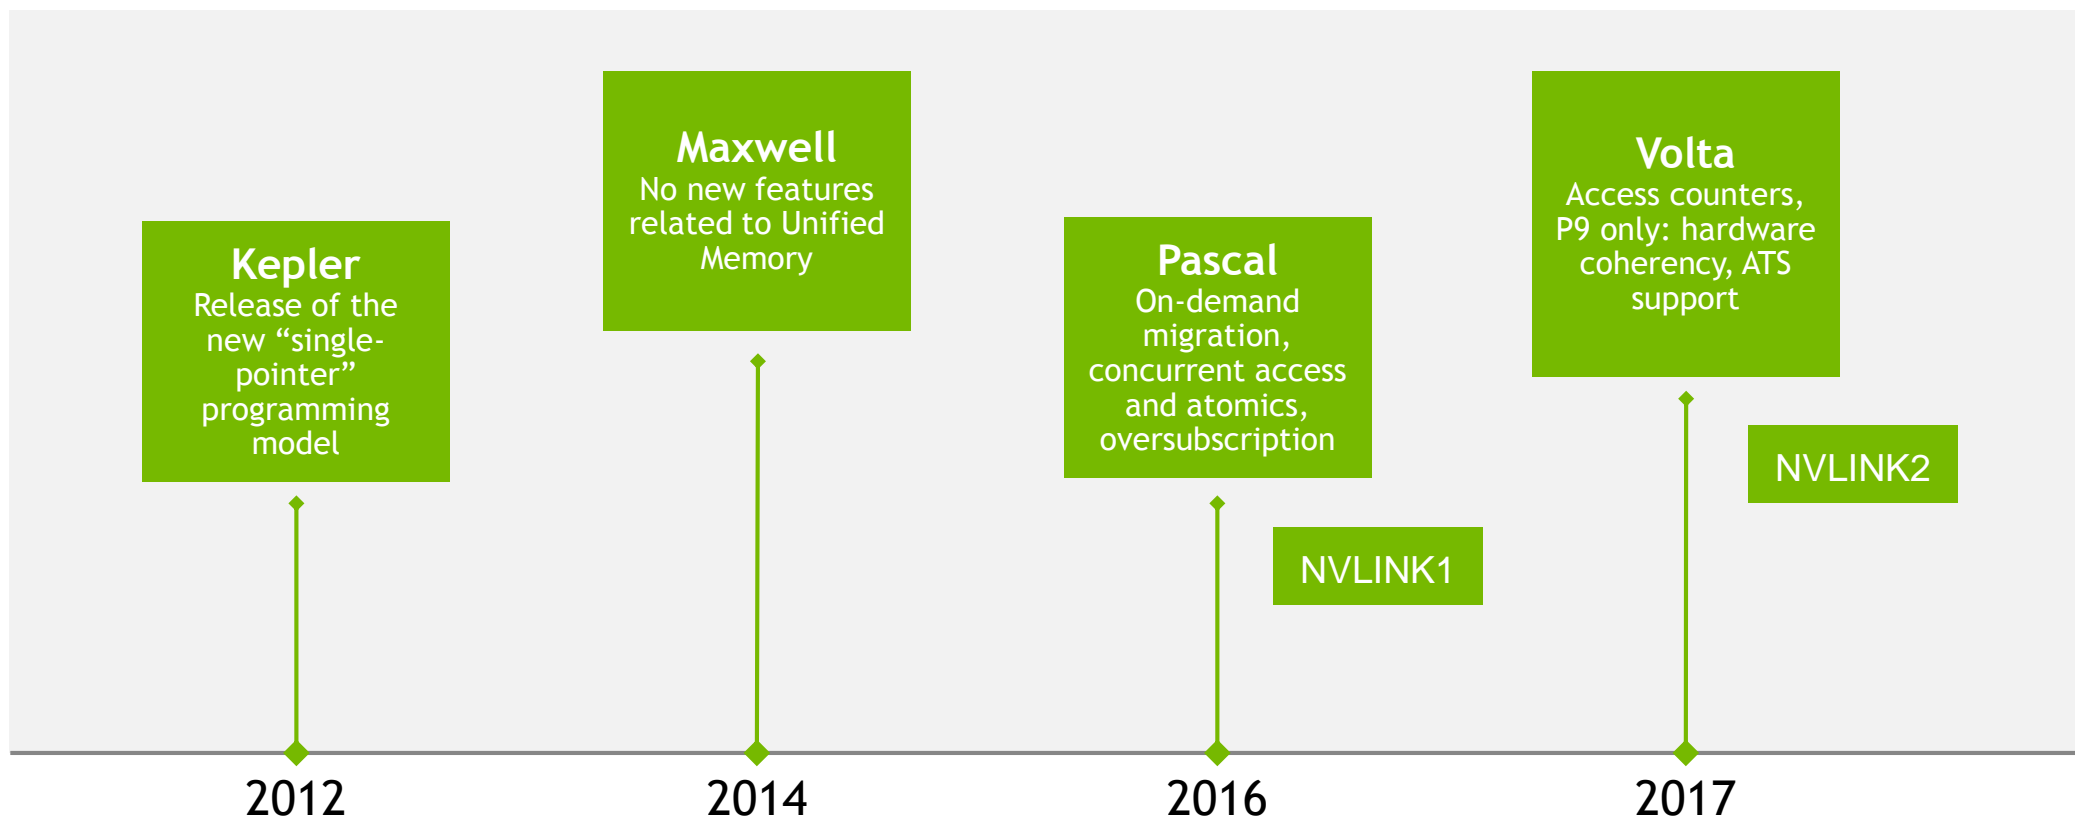 Kepler
Release of the
new “single-
pointer”
programming
model
Maxwell
No new features
related to Unified
Memory
Pascal
On-demand
migration,
concurrent access
and atomics,
oversubscription
NVLINK1
Volta
Access counters,
P9 only: hardware
coherency, ATS
support
NVLINK2
2012
2014
2016
2017